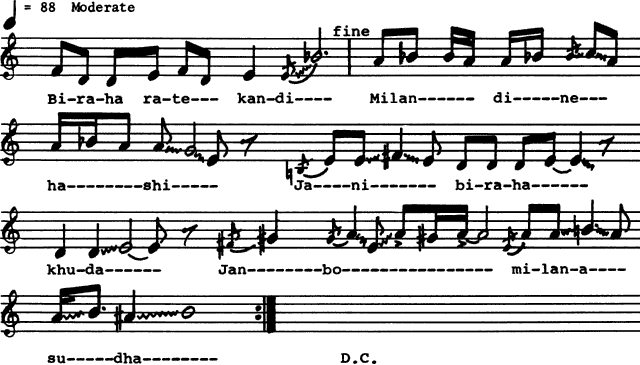 = 88 Moderate
fine
Bi-ra-ha ra-te--- kan-di---- Milan------- di-----ne---
ha--------shi----- Ja----ni------- bi-ra-ha------
khu-da------ Jan--------bo---------------- mi-lan-a----
su-----dha-------- D.C.